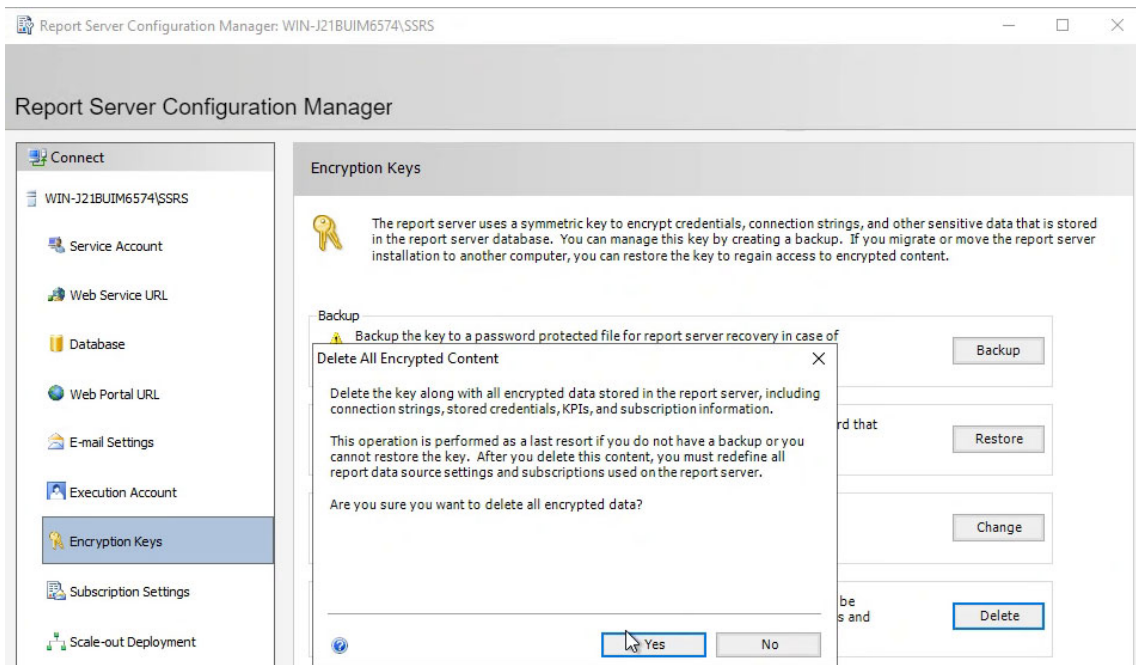 Report Server Configuration Manager: WIN-J21BUIM6574\SSRS
Report Server Configuration Manager
Connect
WIN-J21BUIM6574\SSRS
Service Account
Web Service URL
Database
Web Portal URL
E-mail Settings
Execution Account
Encryption Keys
Subscription Settings
Scale-out Deployment
Encryption Keys
The report server uses a symmetric key to encrypt credentials, connection strings, and other sensitive data that is stored
in the report server database. You can manage this key by creating a backup. If you migrate or move the report server
installation to another computer, you can restore the key to regain access to encrypted content.
Backup
Backup the key to a password protected file for report server recovery in case of
Backup
rd that
Restore
Change
be
s and
Delete
Delete All Encrypted Content
Delete the key along with all encrypted data stored in the report server, including
connection strings, stored credentials, KPIs, and subscription information.
This operation is performed as a last resort if you do not have a backup or you
cannot restore the key. After you delete this content, you must redefine all
report data source settings and subscriptions used on the report server.
Are you sure you want to delete all encrypted data?
Yes
No